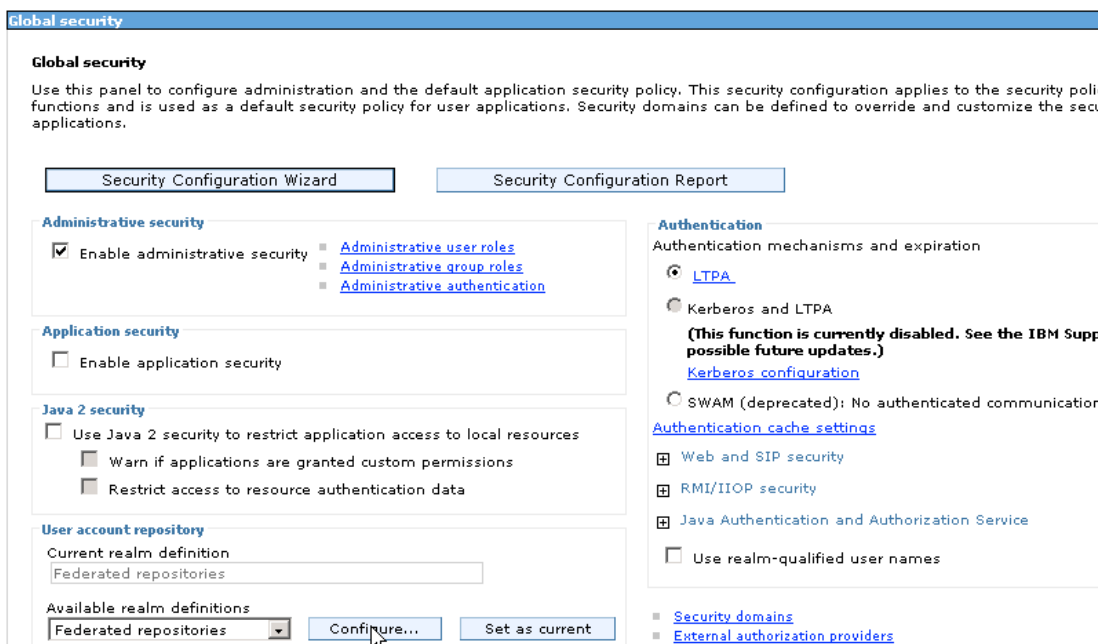 Global security
Global security
Use this panel to configure administration and the default application security policy. This security configuration applies to the security
functions and is used as a default security policy for user applications. Security domains can be defined to override and customize the
applications.
Security Configuration Wizard
Security Configuration Report
Administrative security
Enable administrative security
Administrative user roles
Administrative group roles
Administrative authentication
Application security
Enable application security
Java 2 security
Use Java 2 security to restrict application access to local resources
Warn if applications are granted custom permissions
Restrict access to resource authentication data
User account repository
Current realm definition
Federated repositories
Available realm definitions
Federated repositories
Configure...
Set as current
Authentication
Authentication mechanisms and expiration
LTPA
Kerberos and LTPA
(This function is currently disabled. See the IBM
possible future updates.)
Kerberos configuration
SWAM (deprecated): No authenticated communication
Authentication cache settings
Web and SIP security
RMI/IIOP security
Java Authentication and Authorization Service
Use realm-qualified user names
Security domains
External authorization providers